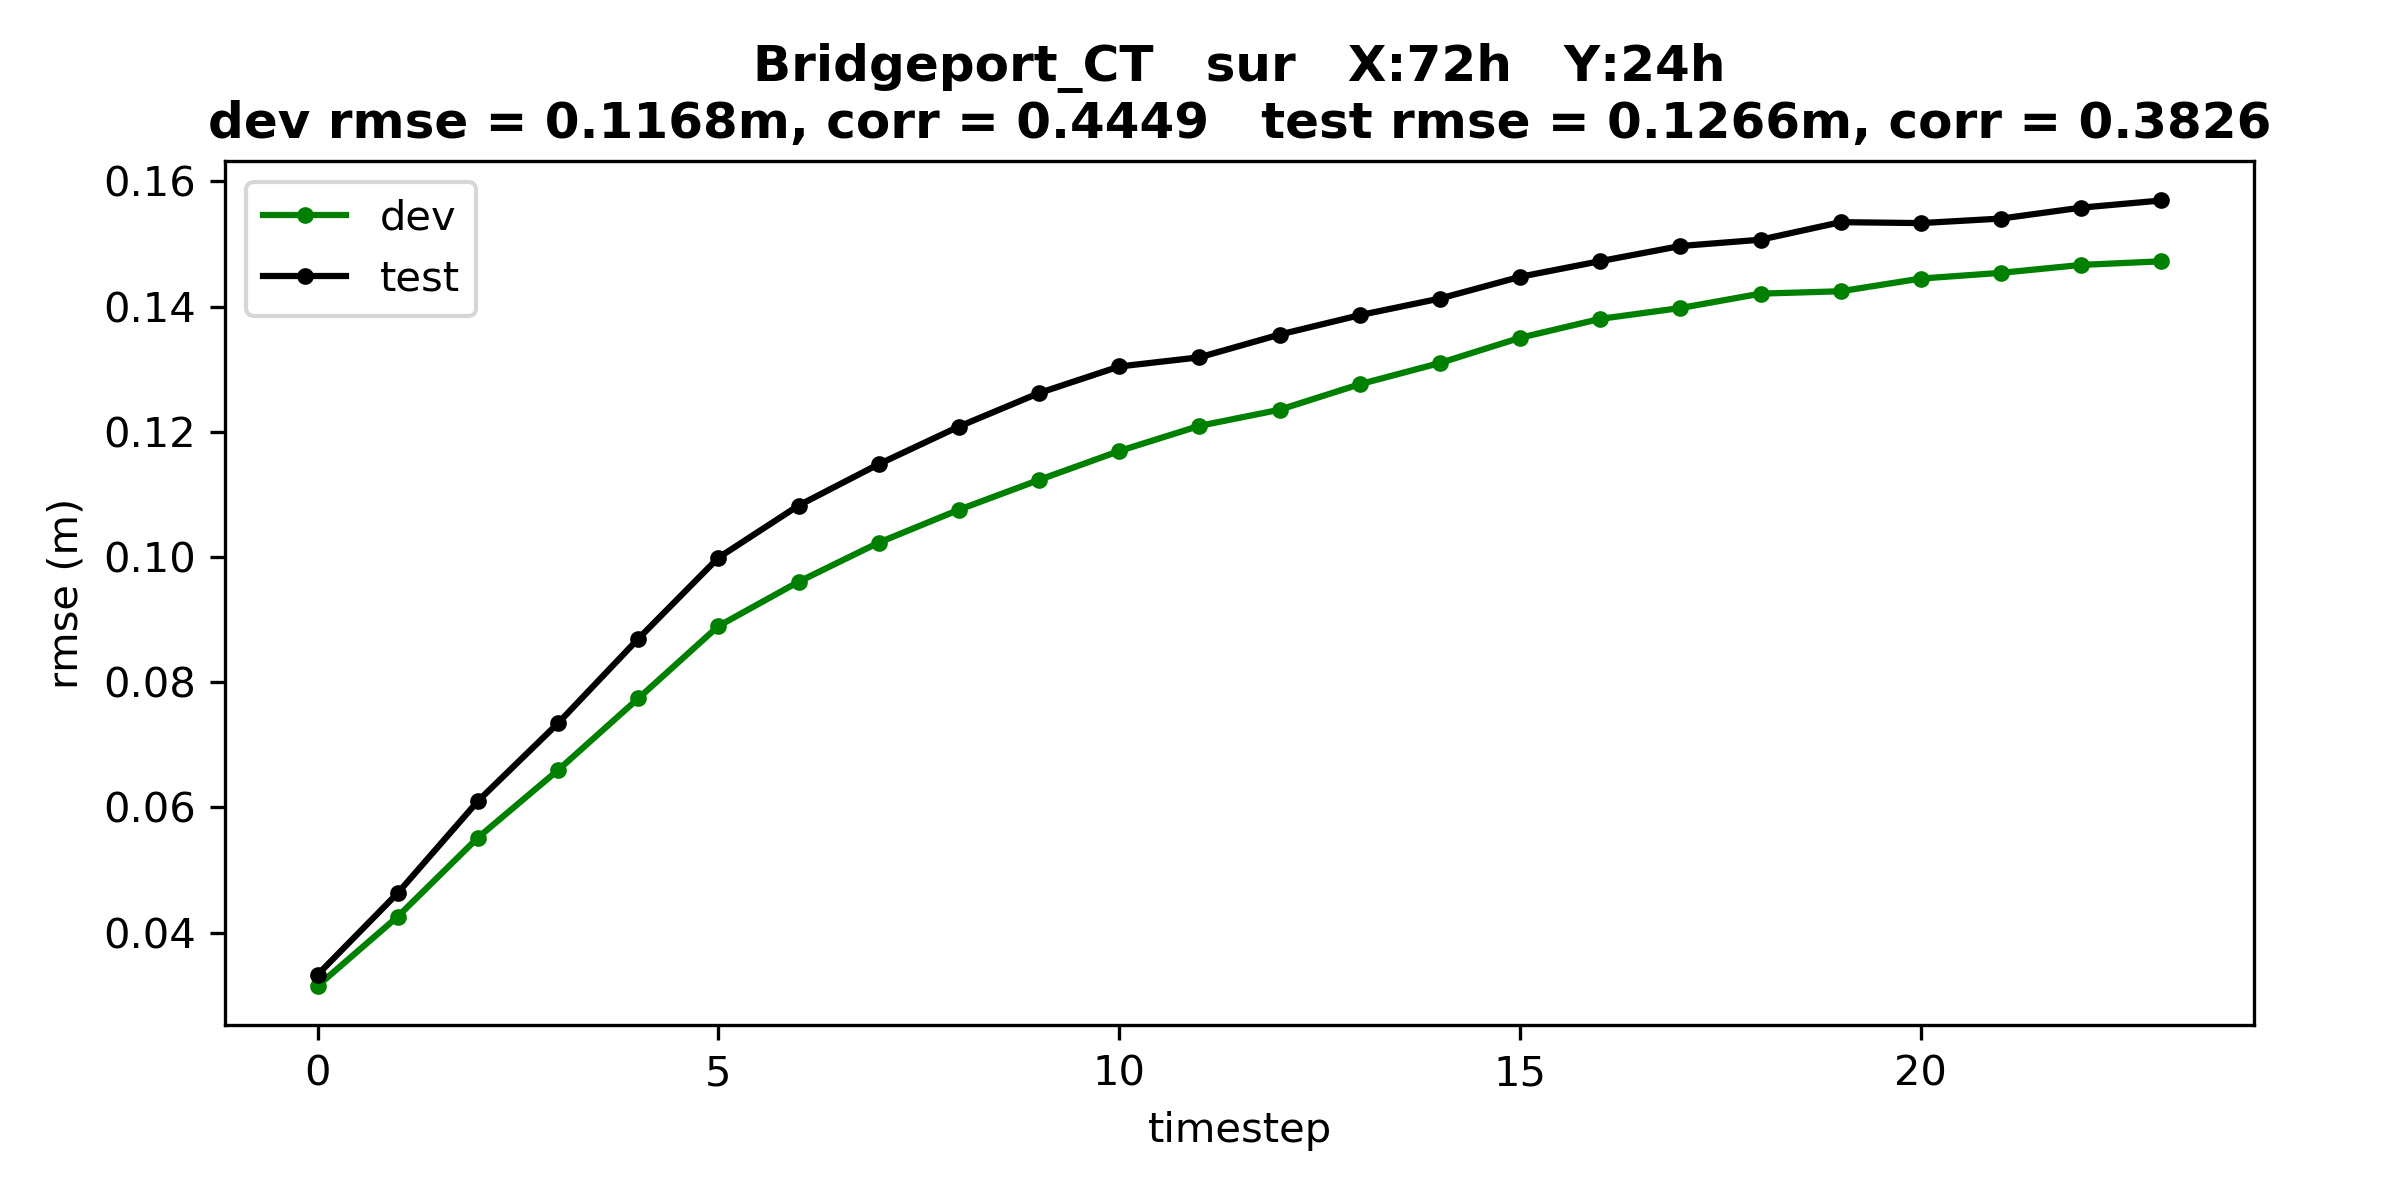 Bridgeport_CT   sur   X:72h   Y:24h
dev rmse = 0.1168m, corr = 0.4449   test rmse = 0.1266m, corr = 0.3826
dev
test
rmse (m)
0.16
0.14
0.12
0.10
0.08
0.06
0.04
0 5 10 15 20
timestep